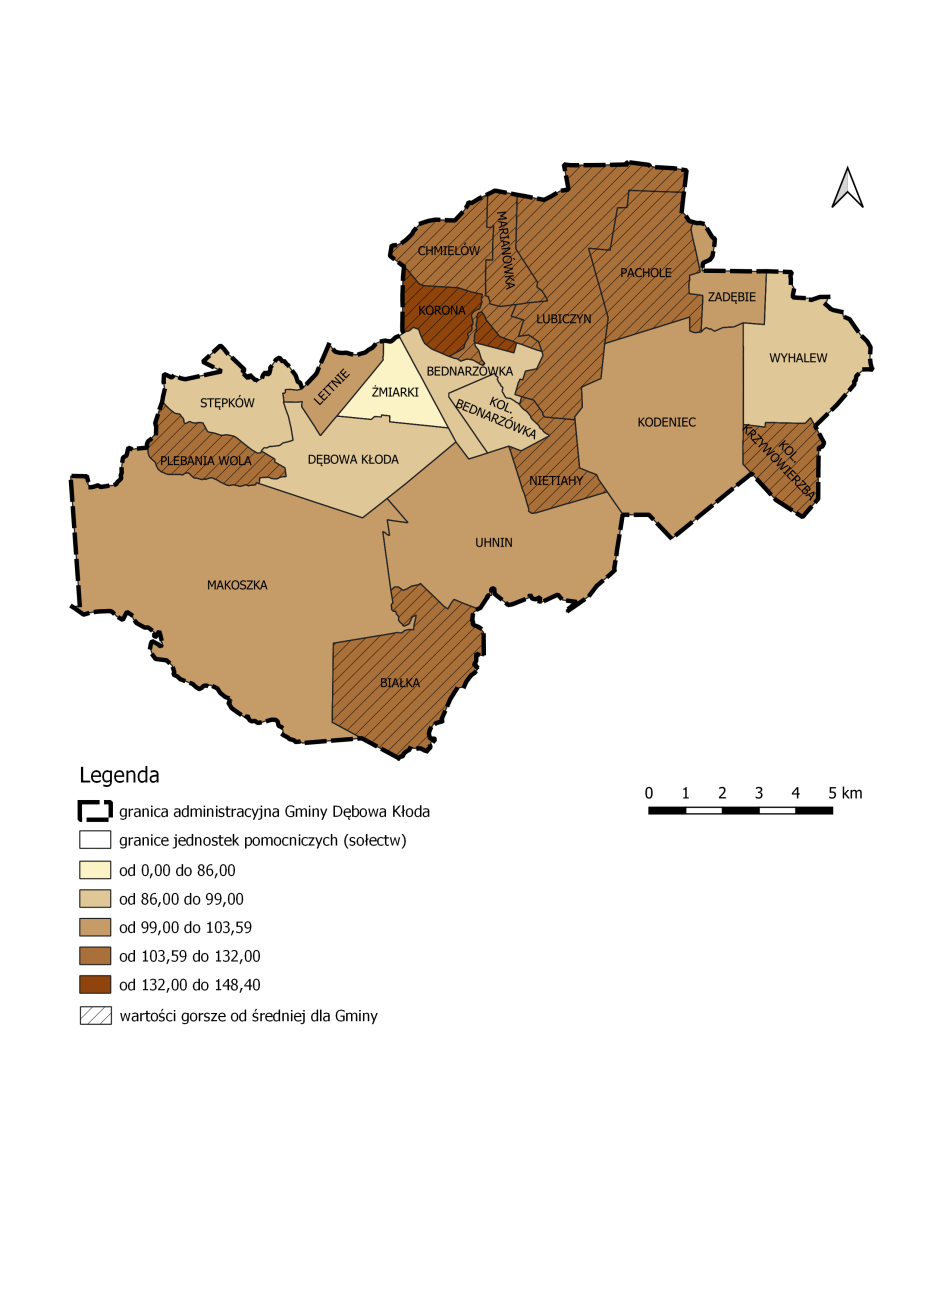 MARIANÓWKA
CHMIELÓW
PACHOLE
ZADĘBIE
KORONA
LUBICZYN
WYHALEW
BEDNARZÓWKA
LEITNIE
ŻMIARKI
STĘPKÓW
KOL.
BEDNARZÓWKA
KODENIEC
KOL.
KRZYWOWIERZBA
DĘBOWA KŁODA
PLEBANIA WOLA
NIETIAHY
UHNIN
MAKOSZKA
BIAŁKA
Legenda
granica administracyjna Gminy Dębowa Kłoda
granice jednostek pomocniczych (sołectw)
od 0,00 do 86,00
od 86,00 do 99,00
od 99,00 do 103,59
od 103,59 do 132,00
od 132,00 do 148,40
wartości gorsze od średniej dla Gminy
0 1 2 3 4 5 km